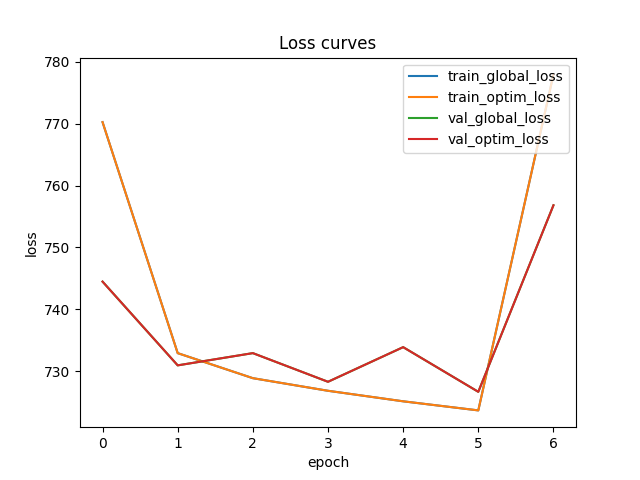 Loss curves
780
770
760
750
740
730
loss
train_global_loss
train_optim_loss
val_global_loss
val_optim_loss
0 1 2 3 4 5 6
epoch